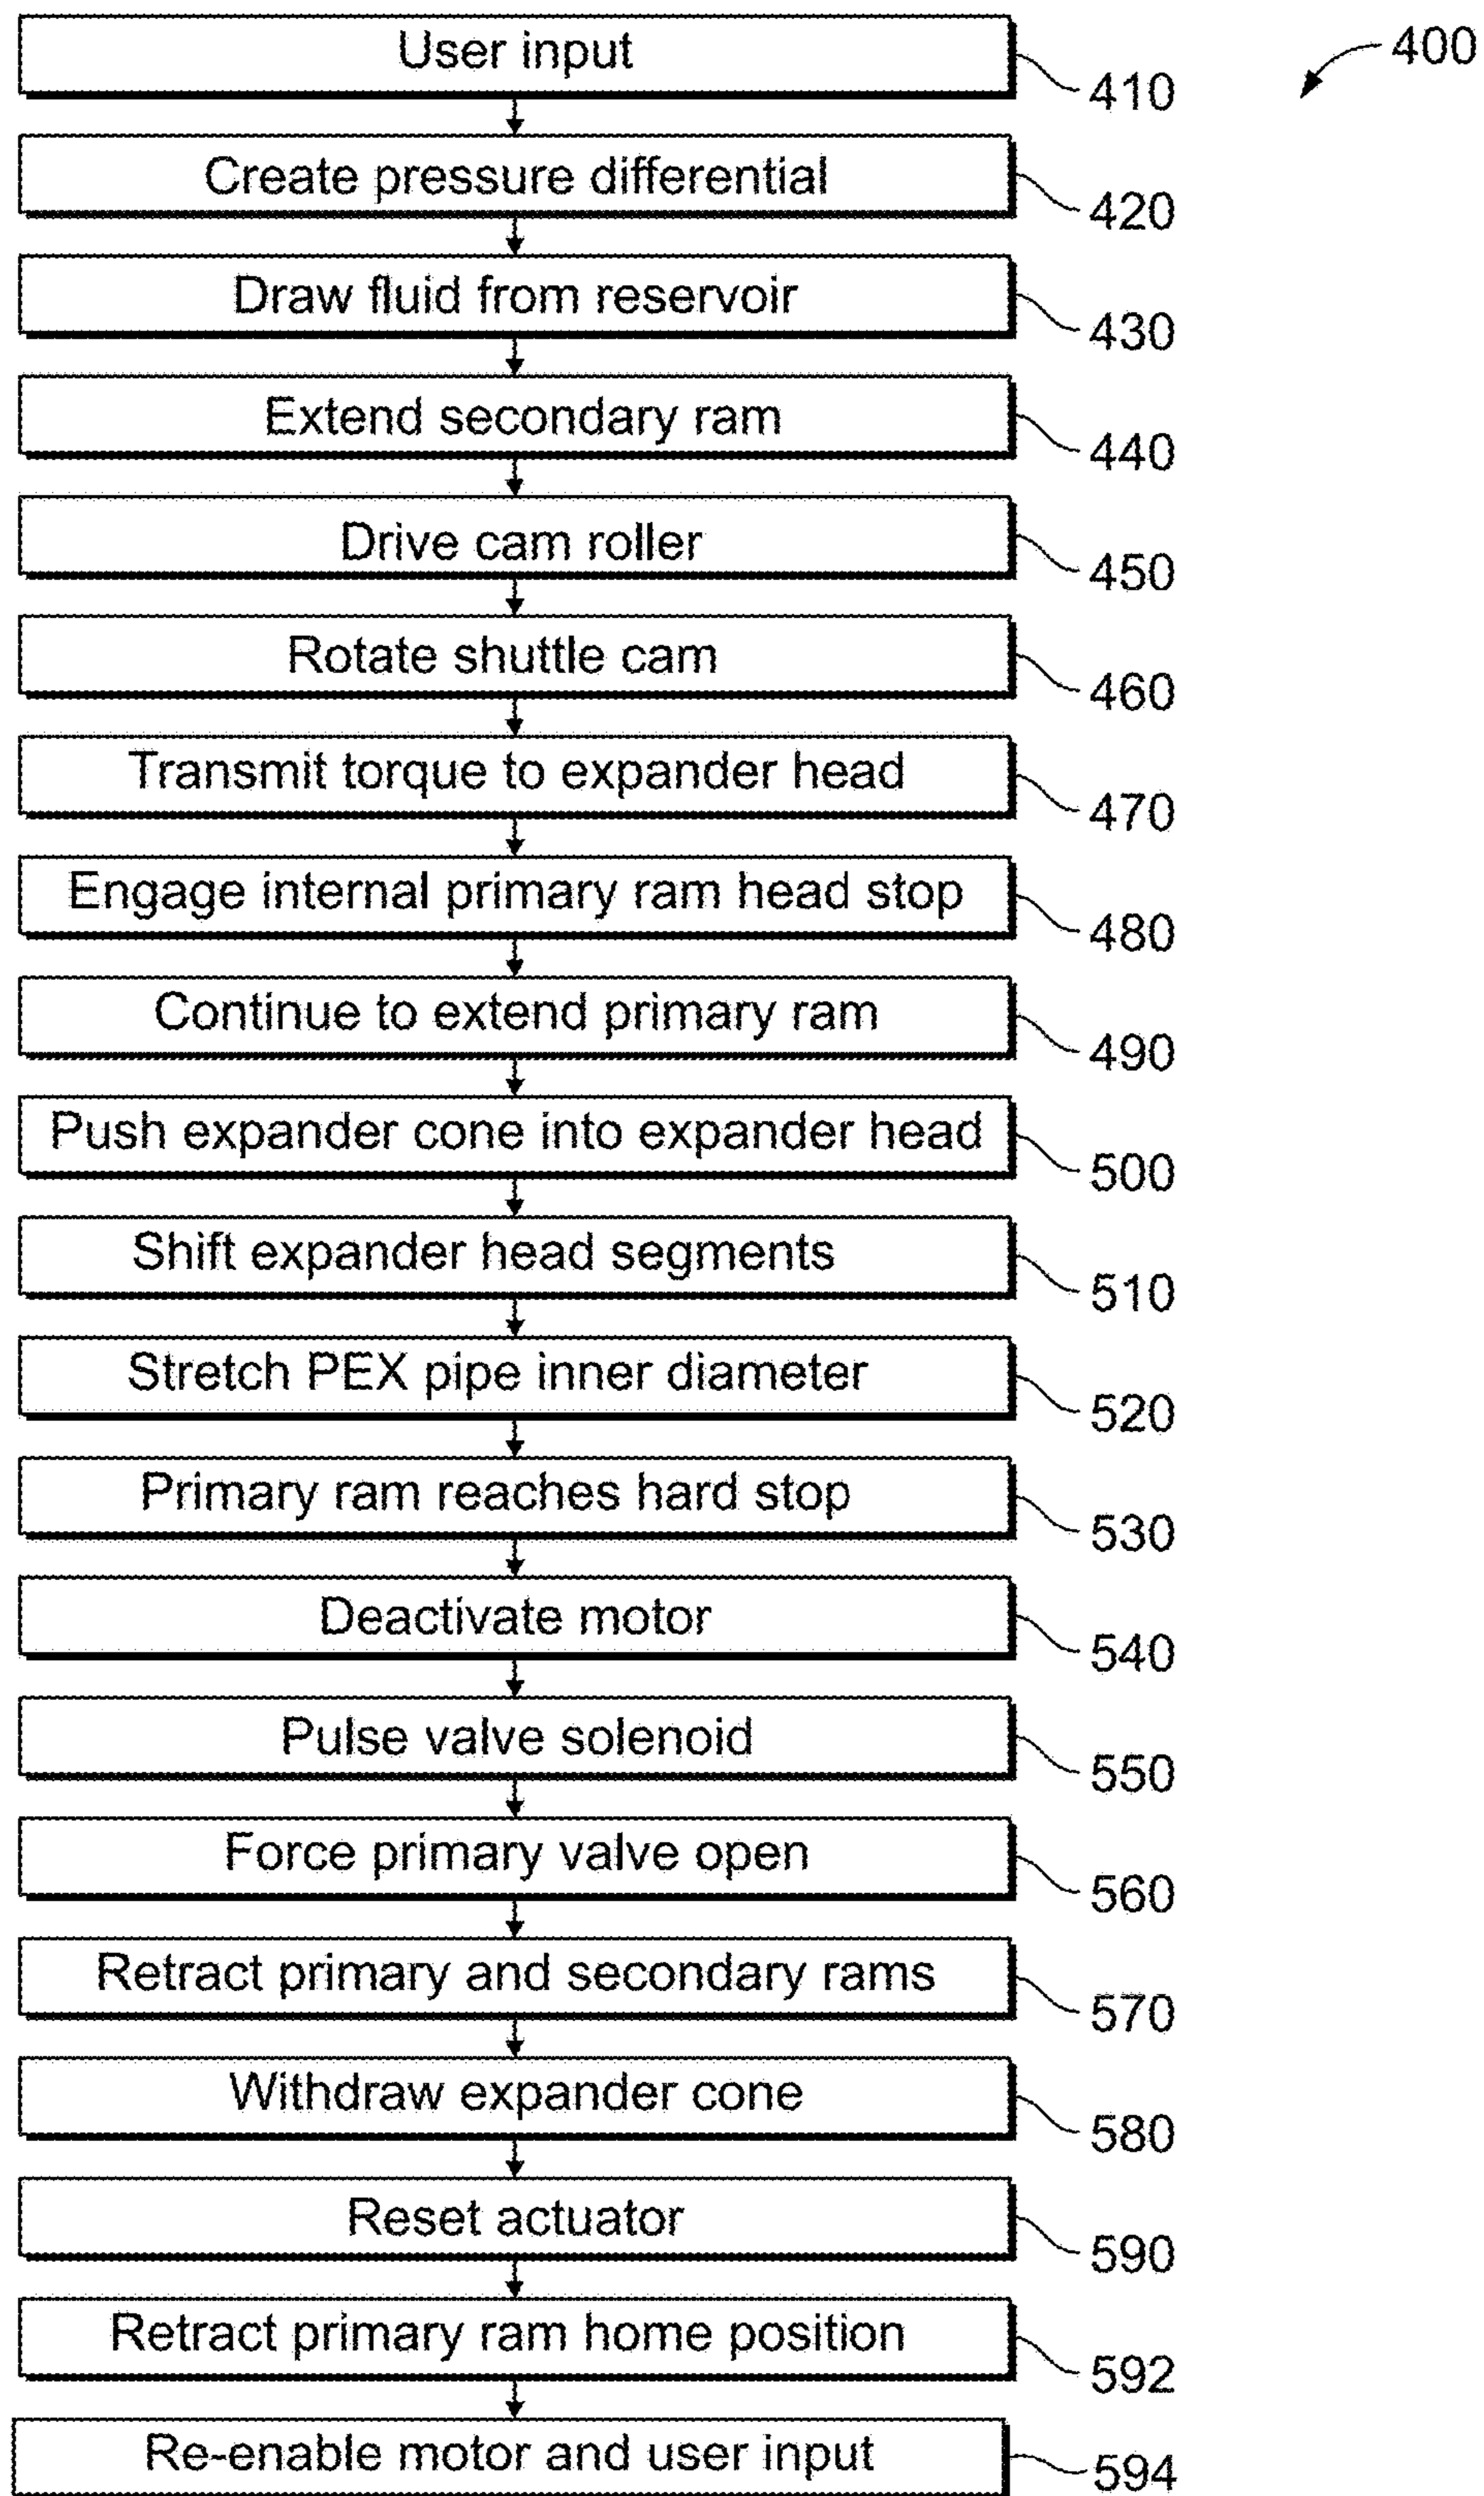 400
User input
410
Create pressure differential
420
Draw fluid from reservoir
430
Extend secondary ram
440
Drive cam roller
450
Rotate shuttle cam
460
Transmit torque to expander head
470
Engage internal primary ram head stop
480
Continue to extend primary ram
490
Push expander cone into expander head
500
Shift expander head segments
510
Stretch PEX pipe inner diameter
520
Primary ram reaches hard stop
530
Deactivate motor
540
Pulse valve solenoid
550
Force primary valve open
560
Retract primary and secondary rams
570
Withdraw expander cone
580
Reset actuator
590
Retract primary ram home position
592
Re-enable motor and user input
594